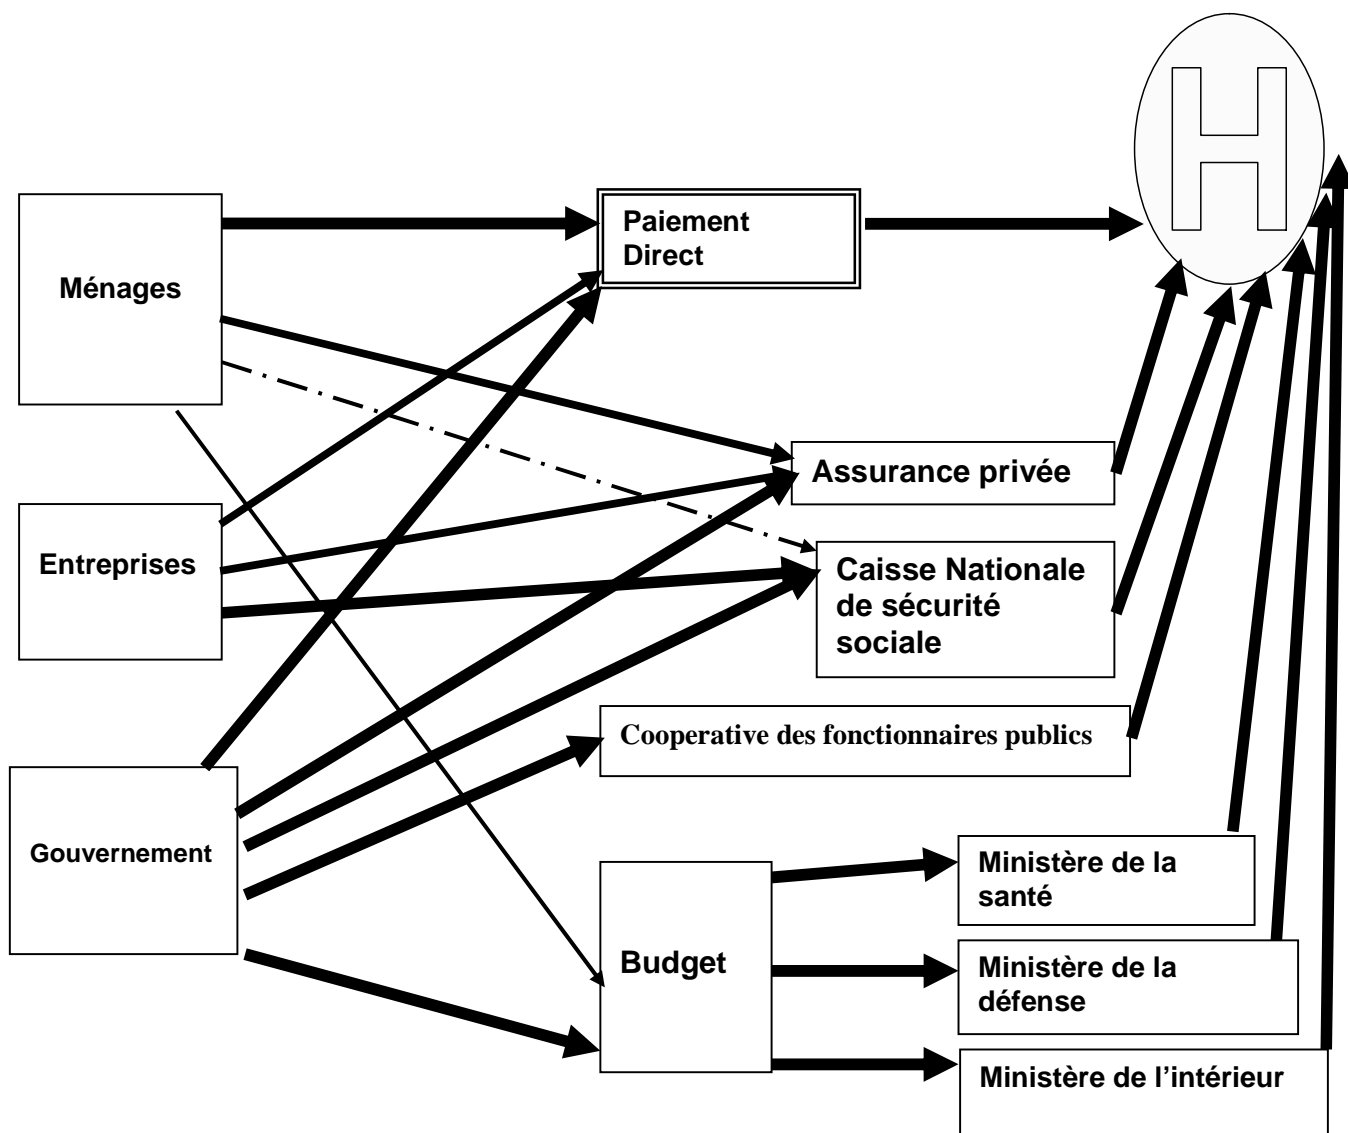 H
Paiement
Direct
Ménages
Assurance privée
Entreprises
Caisse Nationale
de sécurité
sociale
Cooperative des fonctionnaires publics
Gouvernement
Ministère de la
santé
Budget
Ministère de la
défense
Ministère de l’intérieur